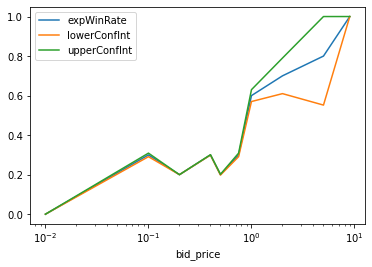 1.0
0.8
0.6
0.4
0.2
0.0
expWinRate
lowerConfInt
upperConfInt
10⁻²
10⁻¹
10⁰
10¹
bid_price